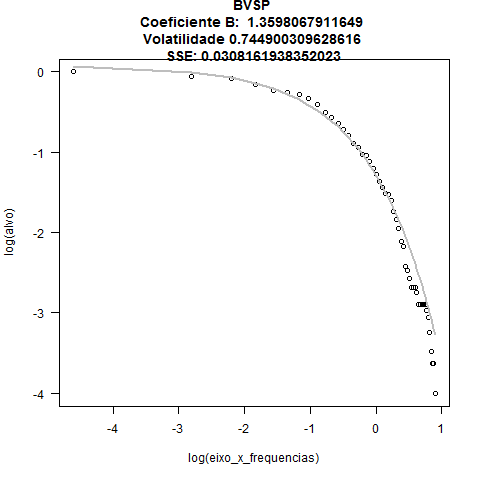 BVSP
Coeficiente B:  1.3598067911649
Volatilidade 0.744900309628616
SSE: 0.0308161938352023
0
-1
-2
-3
-4
log(alvo)
-4 -3 -2 -1 0 1
log(eixo_x_frequencias)